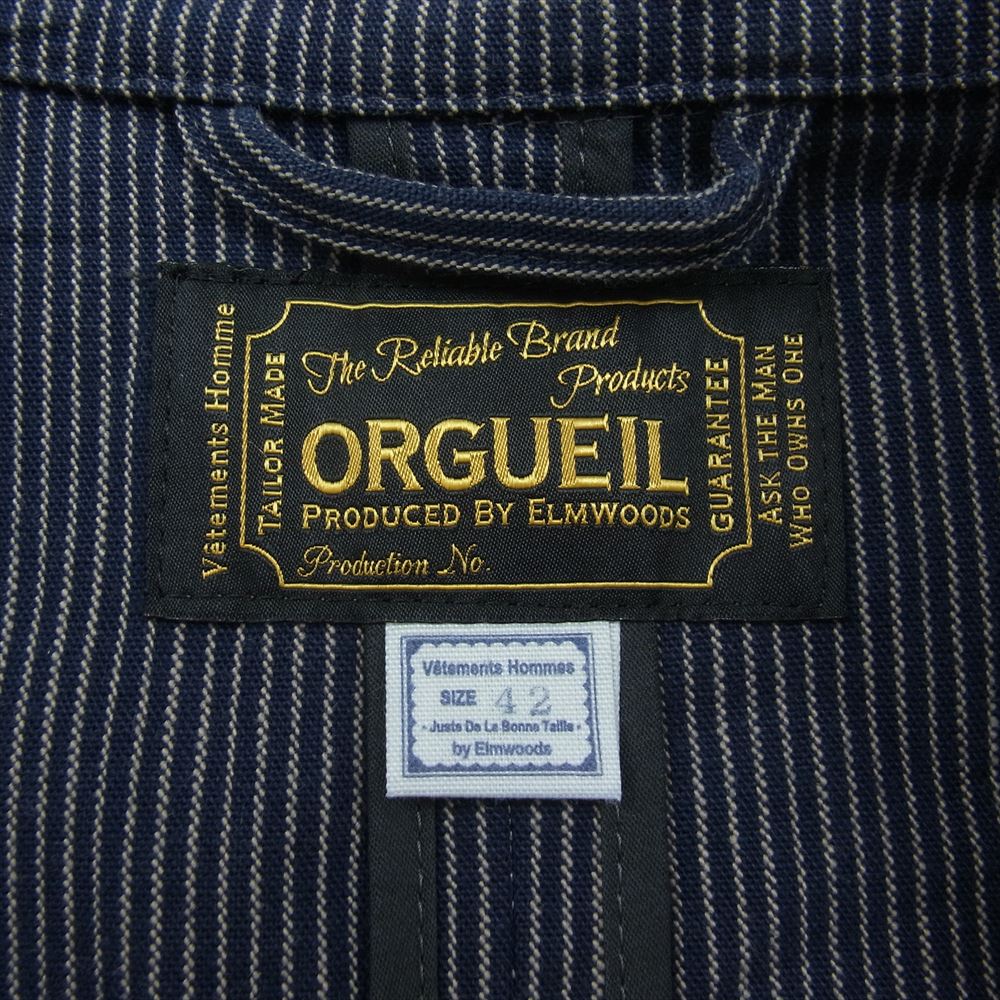 Vêtements Homme
TAILOR MADE
The Reliable Brand
Products
ORGUEIL
PRODUCED BY ELMWOODS
Production No.
GUARANTEE
ASK THE MAN
WHO OWNS ONE
Vêtements Hommes
SIZE 42
· Juste De La Bonne Taille ·
by Elmwoods